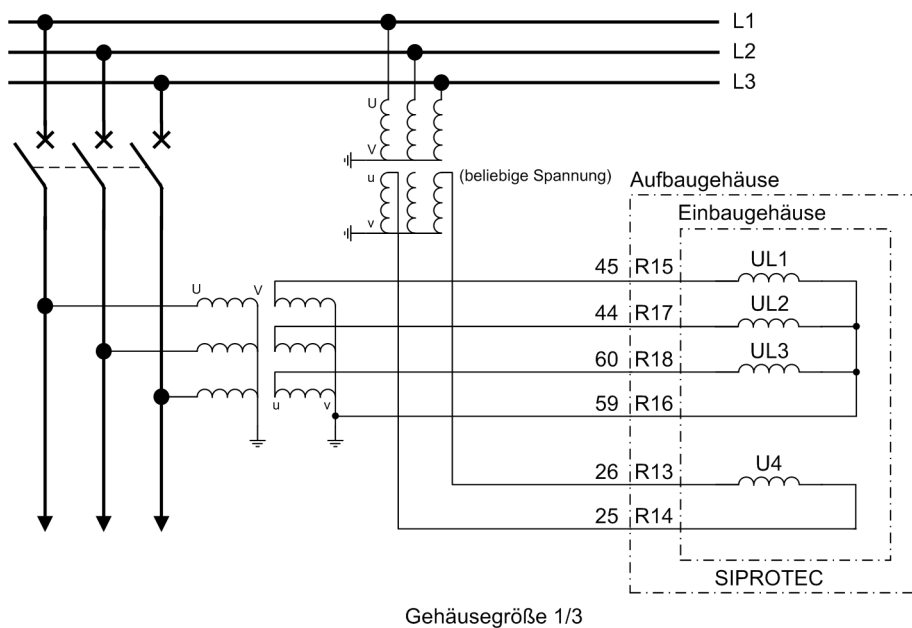 L1
L2
L3
U
V
u
v
(beliebige Spannung)
Aufbaugehäuse
Einbaugehäuse
U V
u v
45 R15 UL1
44 R17 UL2
60 R18 UL3
59 R16
26 R13 U4
25 R14
SIPROTEC
Gehäusegröße 1/3